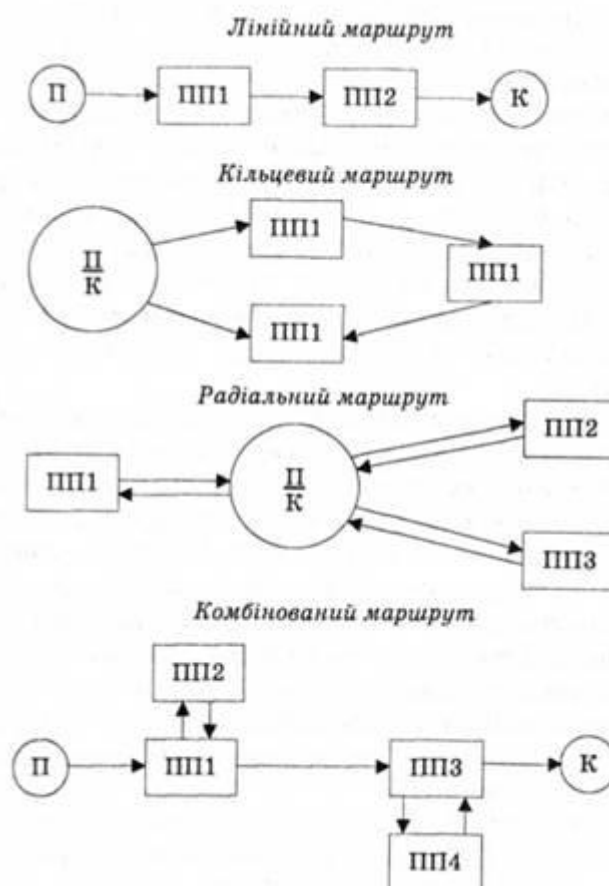 Лінійний маршрут
П
ПП1
ПП2
К
Кільцевий маршрут
П
К
ПП1
ПП1
ПП1
Радіальний маршрут
ПП1
П
К
ПП2
ПП3
Комбінований маршрут
ПП2
П
ПП1
ПП3
К
ПП4